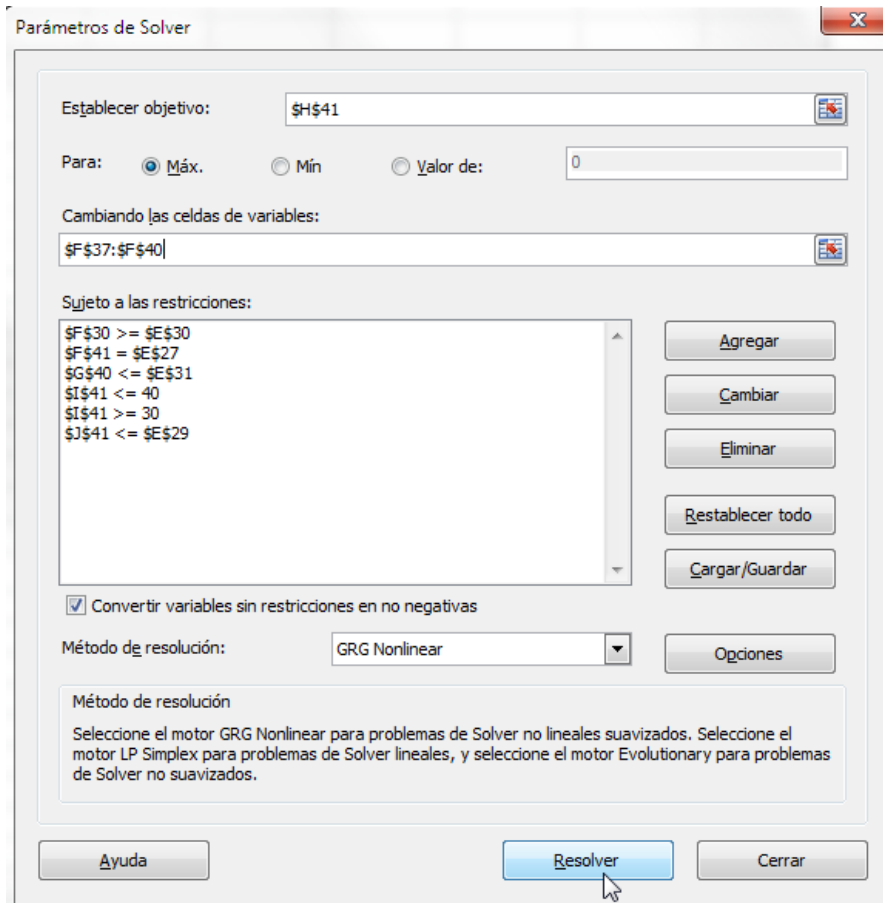 Parámetros de Solver
Establecer objetivo: $H$41
Para: Máx. Mín Valor de: 0
Cambiando las celdas de variables:
$F$37:$F$40
Sujeto a las restricciones:
$F$30 >= $E$30
$F$41 = $E$27
$G$40 <= $E$31
$I$41 <= 40
$I$41 >= 30
$J$41 <= $E$29
Agregar
Cambiar
Eliminar
Restablecer todo
Cargar/Guardar
Convertir variables sin restricciones en no negativas
Método de resolución: GRG Nonlinear Opciones
Método de resolución
Seleccione el motor GRG Nonlinear para problemas de Solver no lineales suavizados. Seleccione el
motor LP Simplex para problemas de Solver lineales, y seleccione el motor Evolutionary para problemas
de Solver no suavizados.
Ayuda Resolver Cerrar